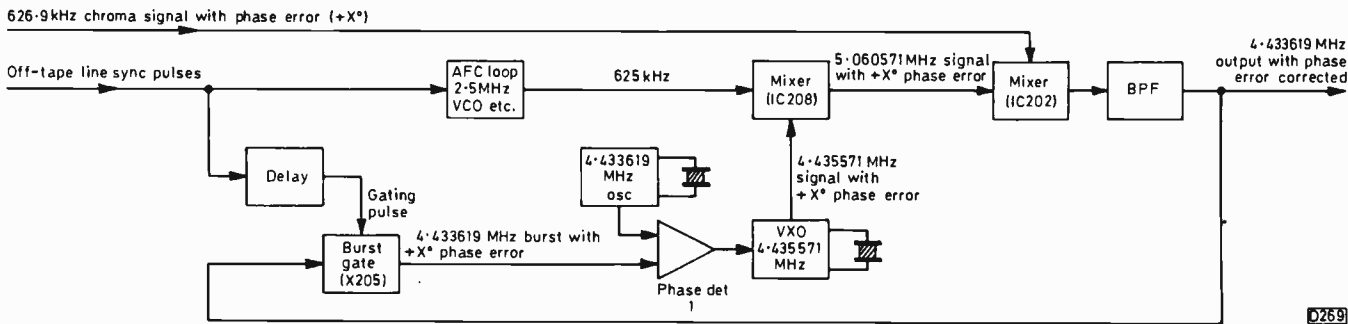 626·9kHz chroma signal with phase error (+X°)
Off-tape line sync pulses
AFC loop
2·5MHz
VCO etc.
625kHz
Mixer
(IC208)
5·060571MHz signal
with +X° phase error
Mixer
(IC202)
BPF
4·433619 MHz
output with phase
error corrected
Delay
Gating
pulse
4·433619
MHz
osc
4·435571 MHz
signal with
+X° phase error
Burst
gate
(X205)
4·433619 MHz burst with
+X° phase error
Phase det
1
VXO
4·435571
MHz
D269